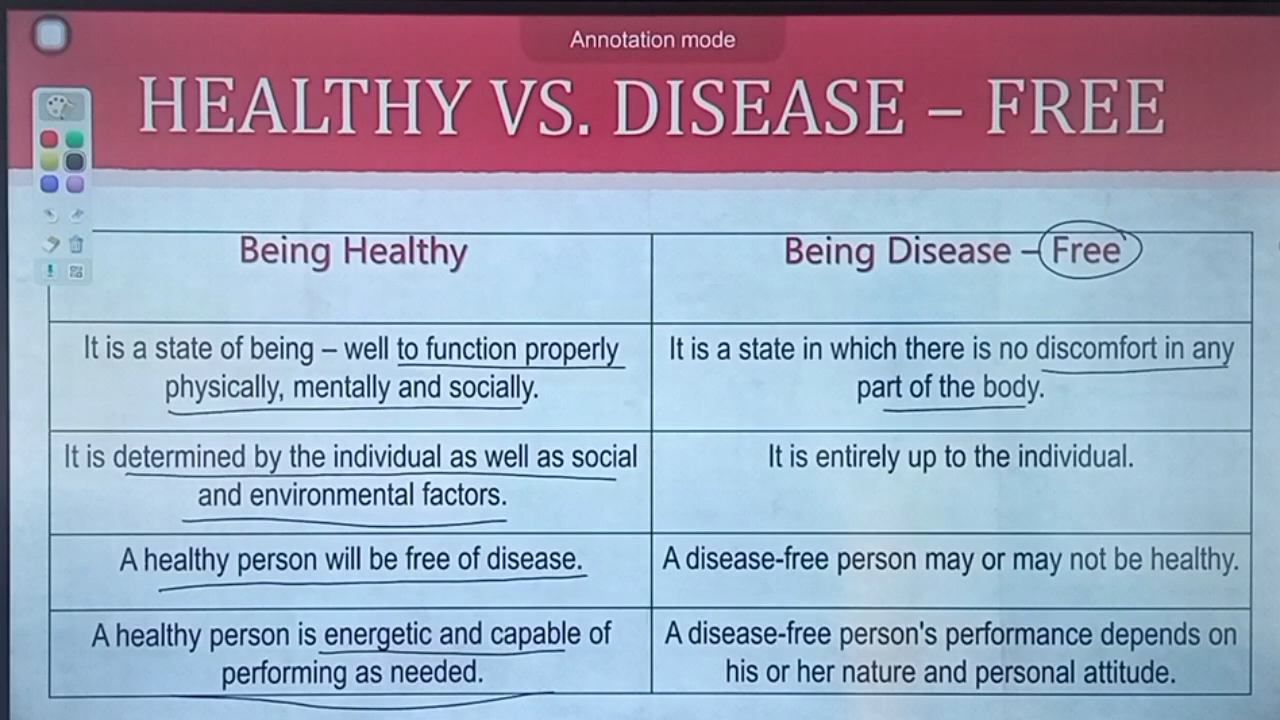 Annotation mode
HEALTHY VS. DISEASE – FREE
Being Healthy
Being Disease – Free
It is a state of being – well to function properly
physically, mentally and socially.
It is a state in which there is no discomfort in any
part of the body.
It is determined by the individual as well as social
and environmental factors.
It is entirely up to the individual.
A healthy person will be free of disease.
A disease-free person may or may not be healthy.
A healthy person is energetic and capable of
performing as needed.
A disease-free person's performance depends on
his or her nature and personal attitude.